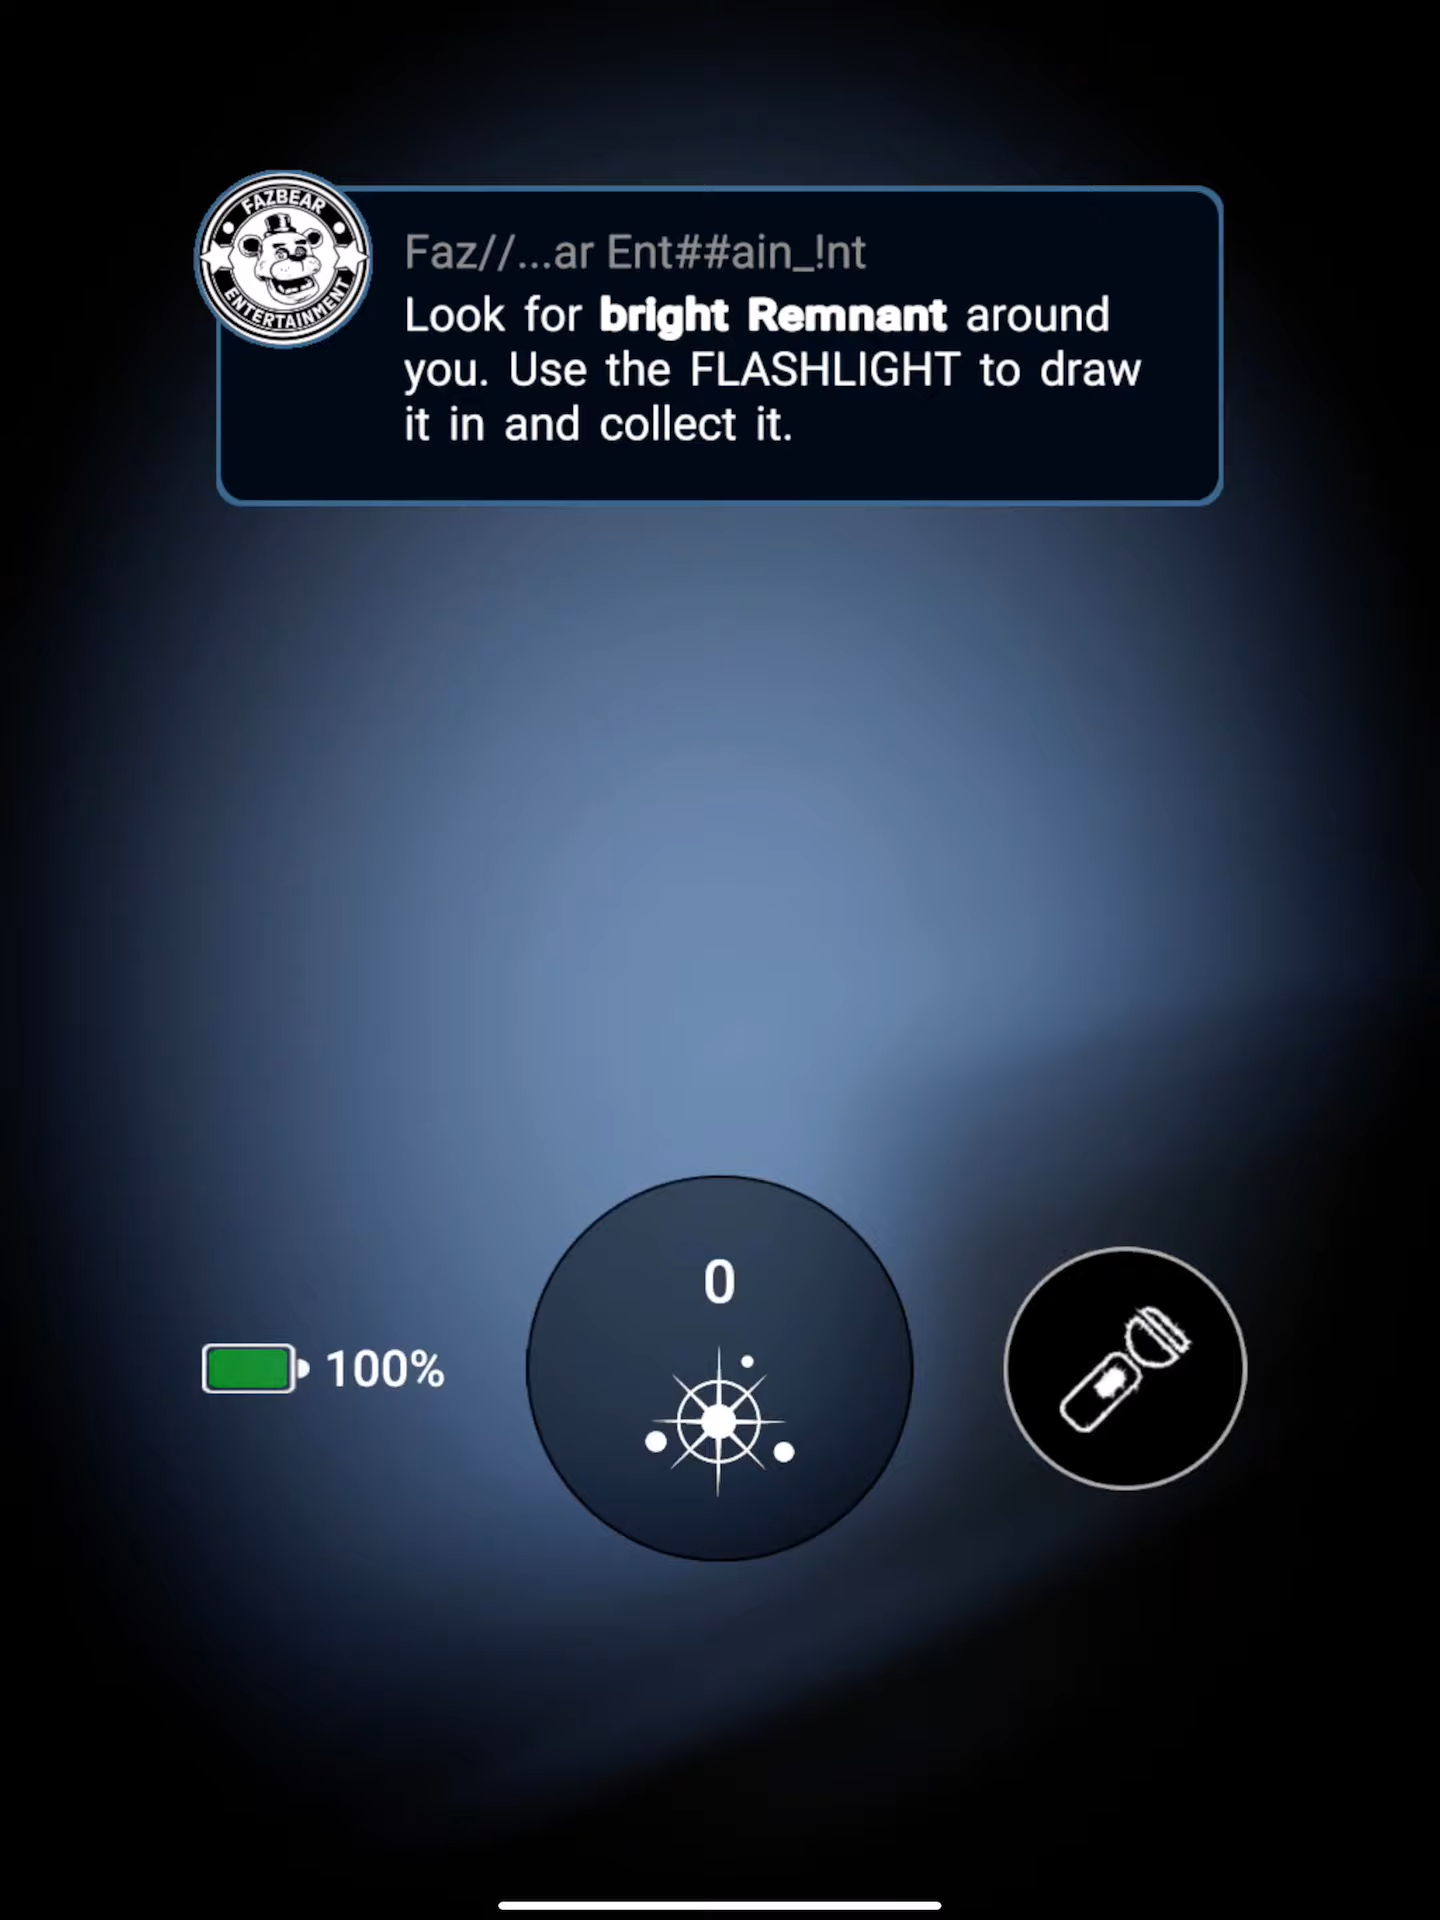 FAZBEAR
ENTERTAINMENT
Faz//...ar Ent##ain_!nt
Look for bright Remnant around
you. Use the FLASHLIGHT to draw
it in and collect it.
0
100%